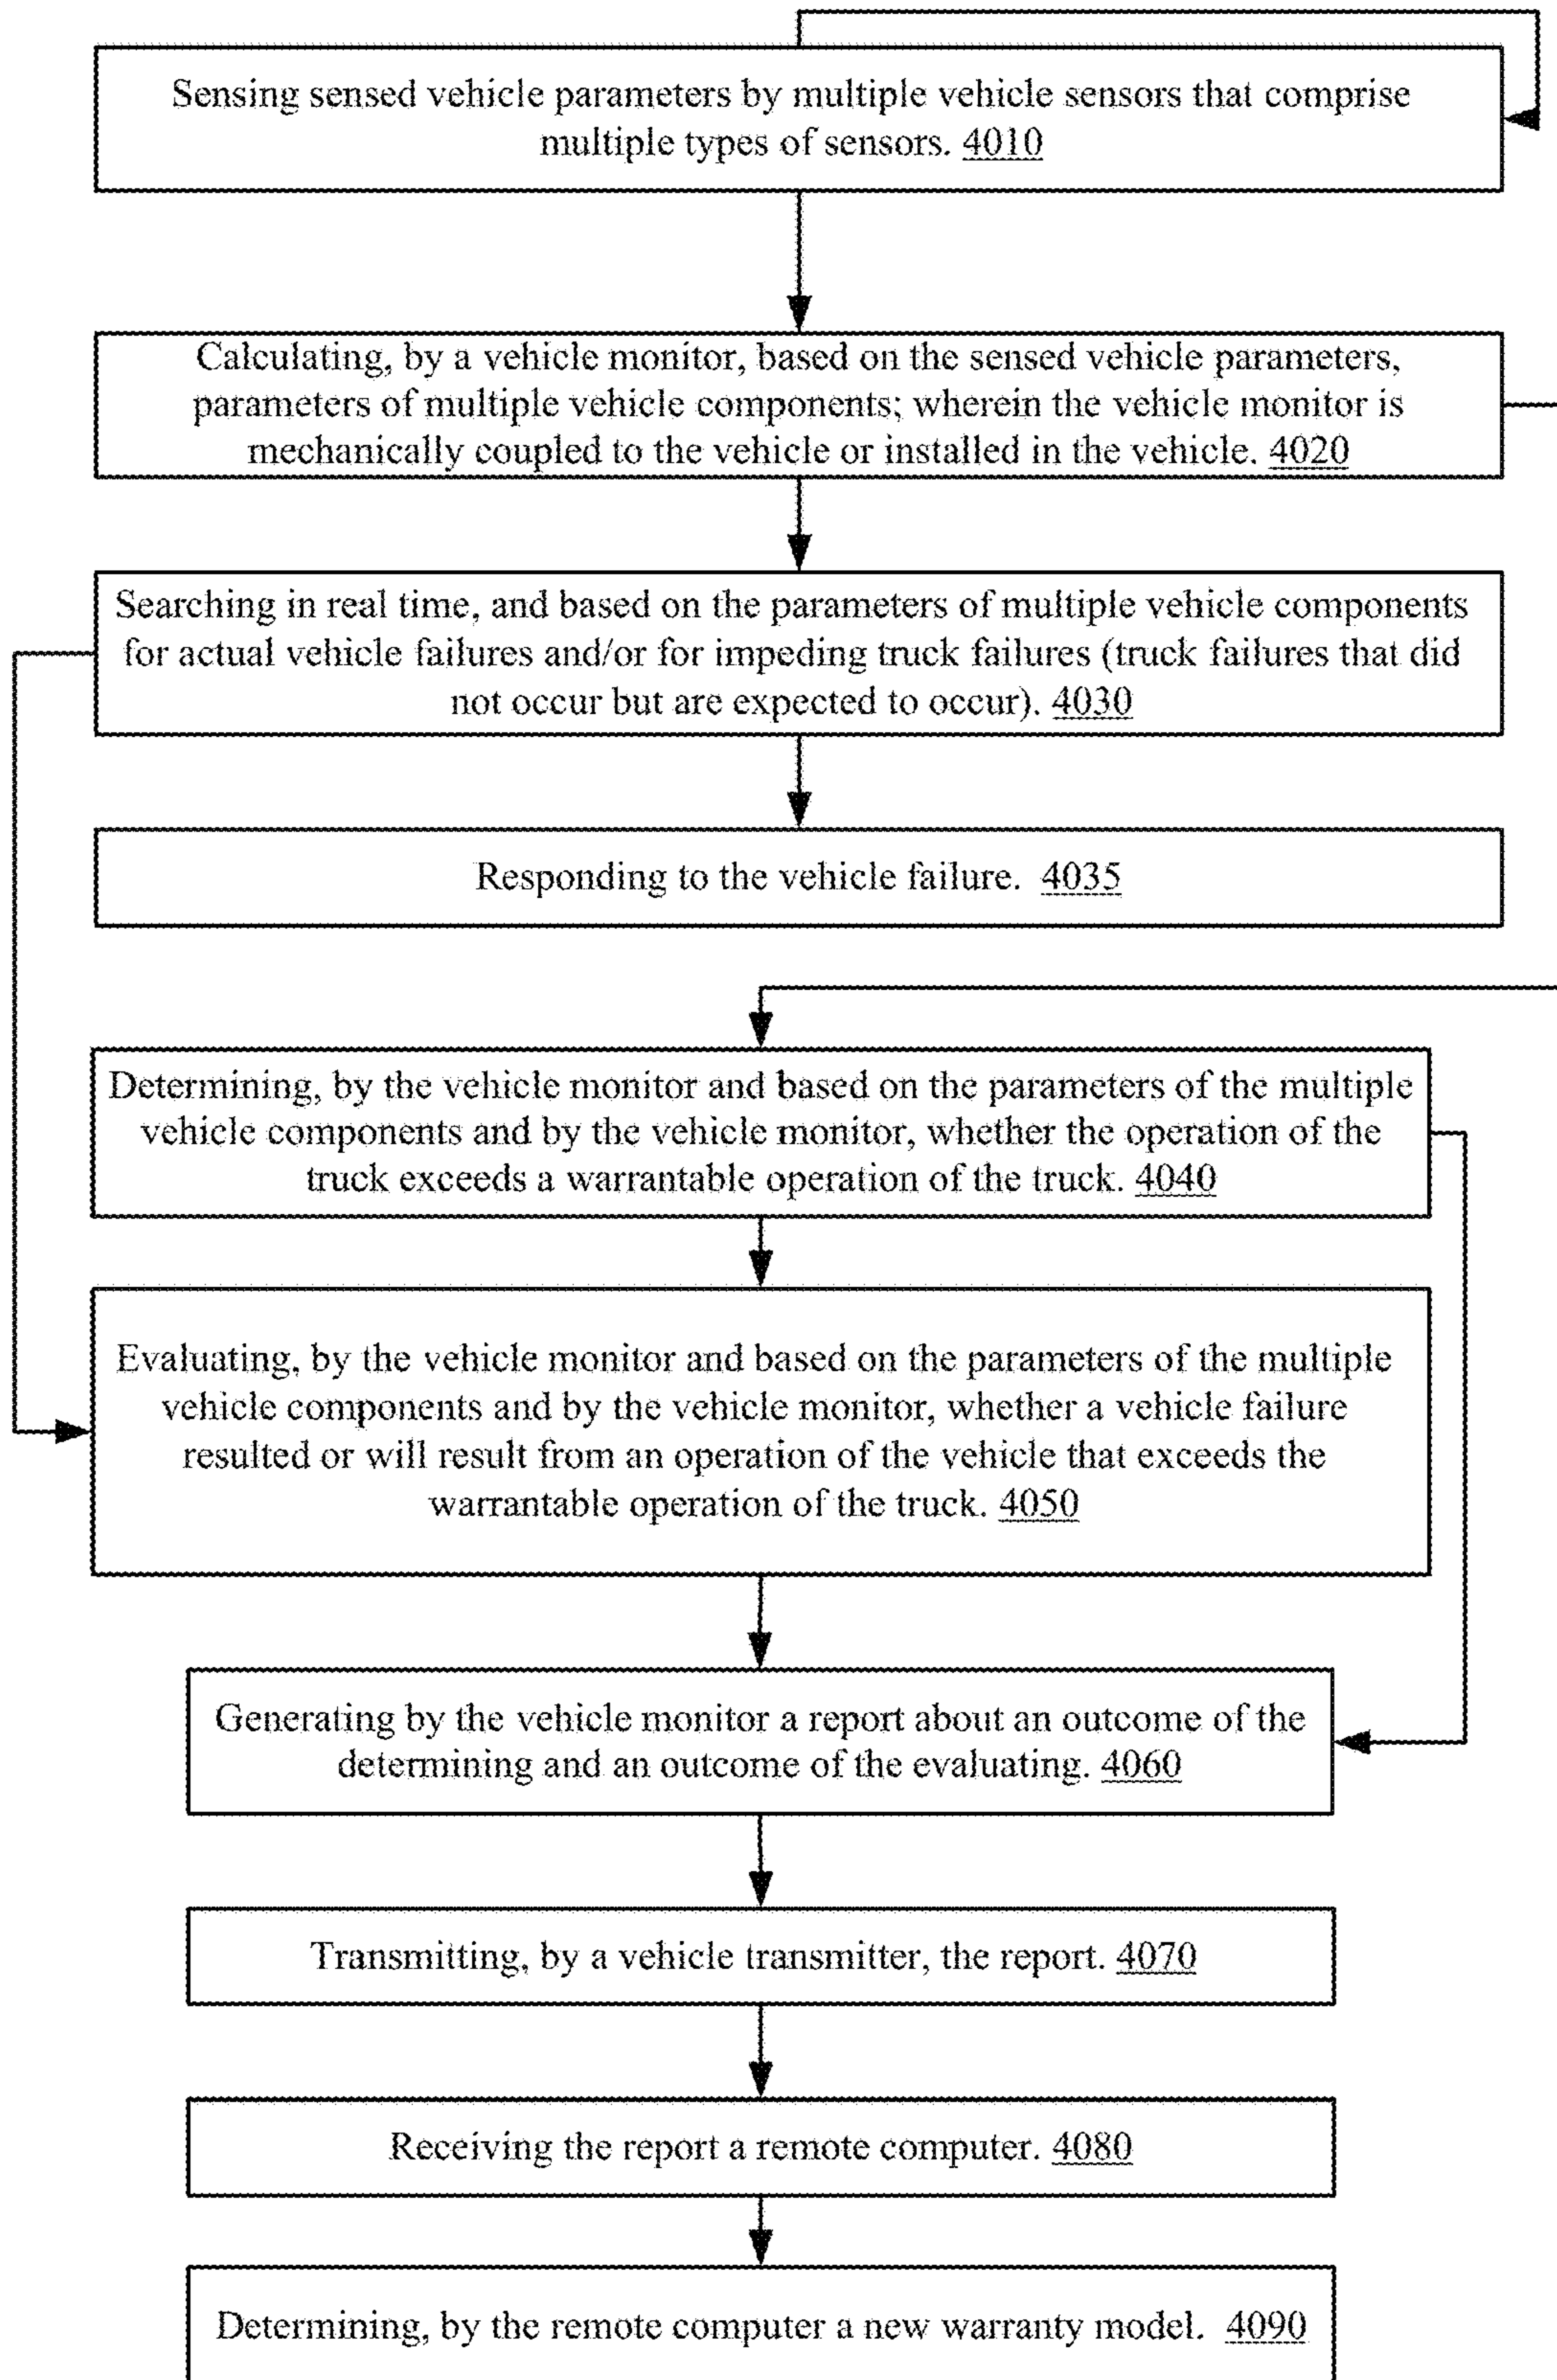 Sensing sensed vehicle parameters by multiple vehicle sensors that comprise
multiple types of sensors. 4010
Calculating, by a vehicle monitor, based on the sensed vehicle parameters,
parameters of multiple vehicle components; wherein the vehicle monitor is
mechanically coupled to the vehicle or installed in the vehicle. 4020
Searching in real time, and based on the parameters of multiple vehicle components
for actual vehicle failures and/or for impeding truck failures (truck failures that did
not occur but are expected to occur). 4030
Responding to the vehicle failure. 4035
Determining, by the vehicle monitor and based on the parameters of the multiple
vehicle components and by the vehicle monitor, whether the operation of the
truck exceeds a warrantable operation of the truck. 4040
Evaluating, by the vehicle monitor and based on the parameters of the multiple
vehicle components and by the vehicle monitor, whether a vehicle failure
resulted or will result from an operation of the vehicle that exceeds the
warrantable operation of the truck. 4050
Generating by the vehicle monitor a report about an outcome of the
determining and an outcome of the evaluating. 4060
Transmitting, by a vehicle transmitter, the report. 4070
Receiving the report a remote computer. 4080
Determining, by the remote computer a new warranty model. 4090